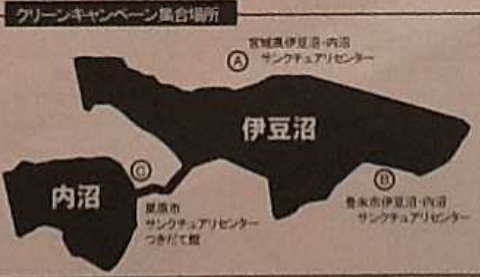 クリーンキャンペーン集合場所
Ⓐ
宮城県伊豆沼・内沼
サンクチュアリセンター
伊豆沼
内沼
Ⓒ
栗原市
サンクチュアリセンター
つきだて館
Ⓑ
登米市伊豆沼・内沼
サンクチュアリセンター